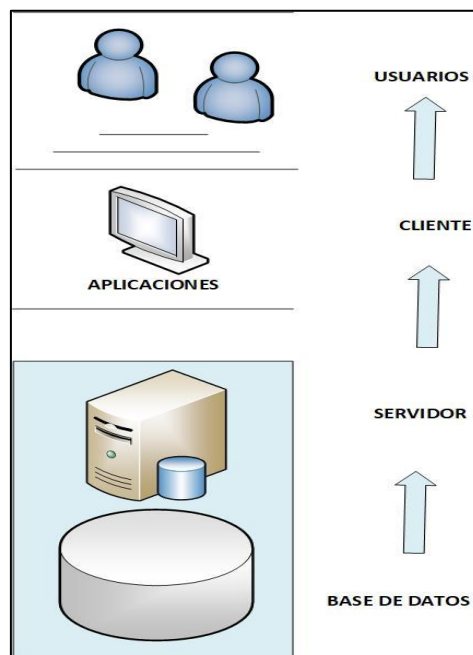 USUARIOS
CLIENTE
APLICACIONES
SERVIDOR
BASE DE DATOS